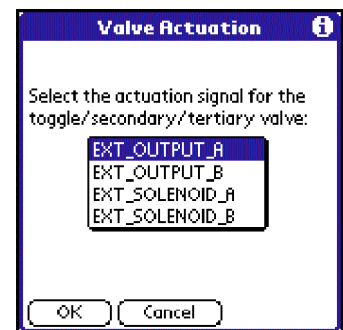 Valve Actuation i
Select the actuation signal for the
toggle/secondary/tertiary valve:
EXT_OUTPUT_A
EXT_OUTPUT_B
EXT_SOLENOID_A
EXT_SOLENOID_B
OK Cancel